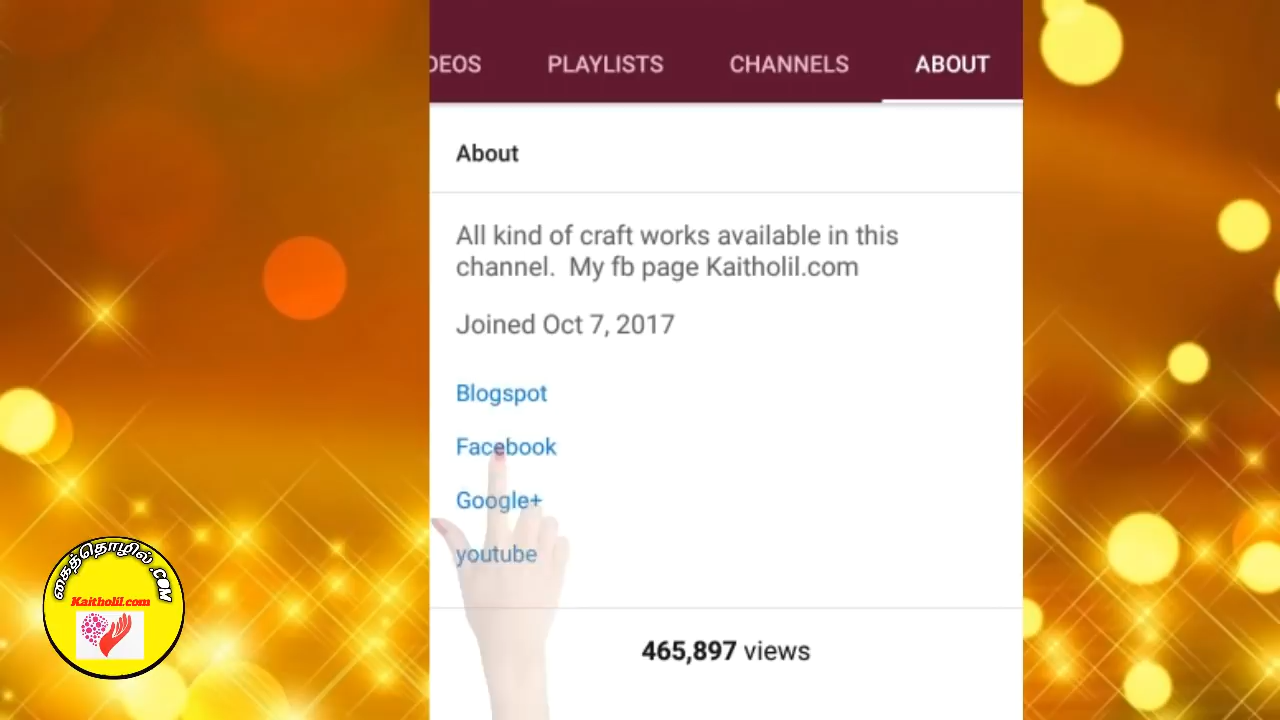 DEOS PLAYLISTS CHANNELS ABOUT
About
All kind of craft works available in this
channel. My fb page Kaitholil.com
Joined Oct 7, 2017
Blogspot
Facebook
Google+
youtube
465,897 views
கைத்தொழில் .COM
Kaitholil.com